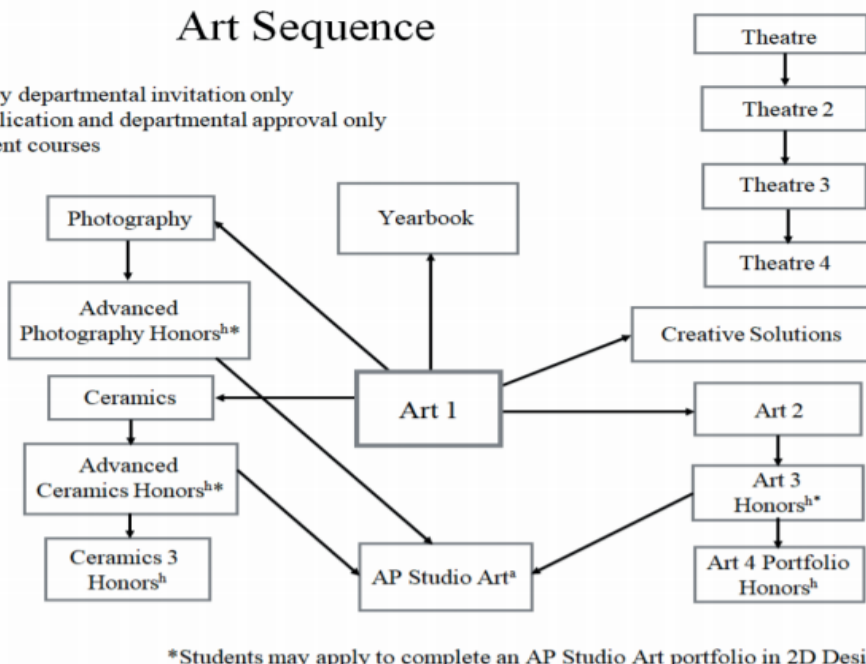 Art Sequence
departmental invitation only
and departmental approval only
courses
Theatre
Theatre 2
Theatre 3
Theatre 4
Photography
Yearbook
Advanced
Photography Honorsʰ*
Creative Solutions
Ceramics
Art 1
Art 2
Advanced
Ceramics Honorsʰ*
Art 3
Honorsʰ*
Ceramics 3
Honorsʰ
AP Studio Artᵃ
Art 4 Portfolio
Honorsʰ
*Students may apply to complete an AP Studio Art portfolio in 2D